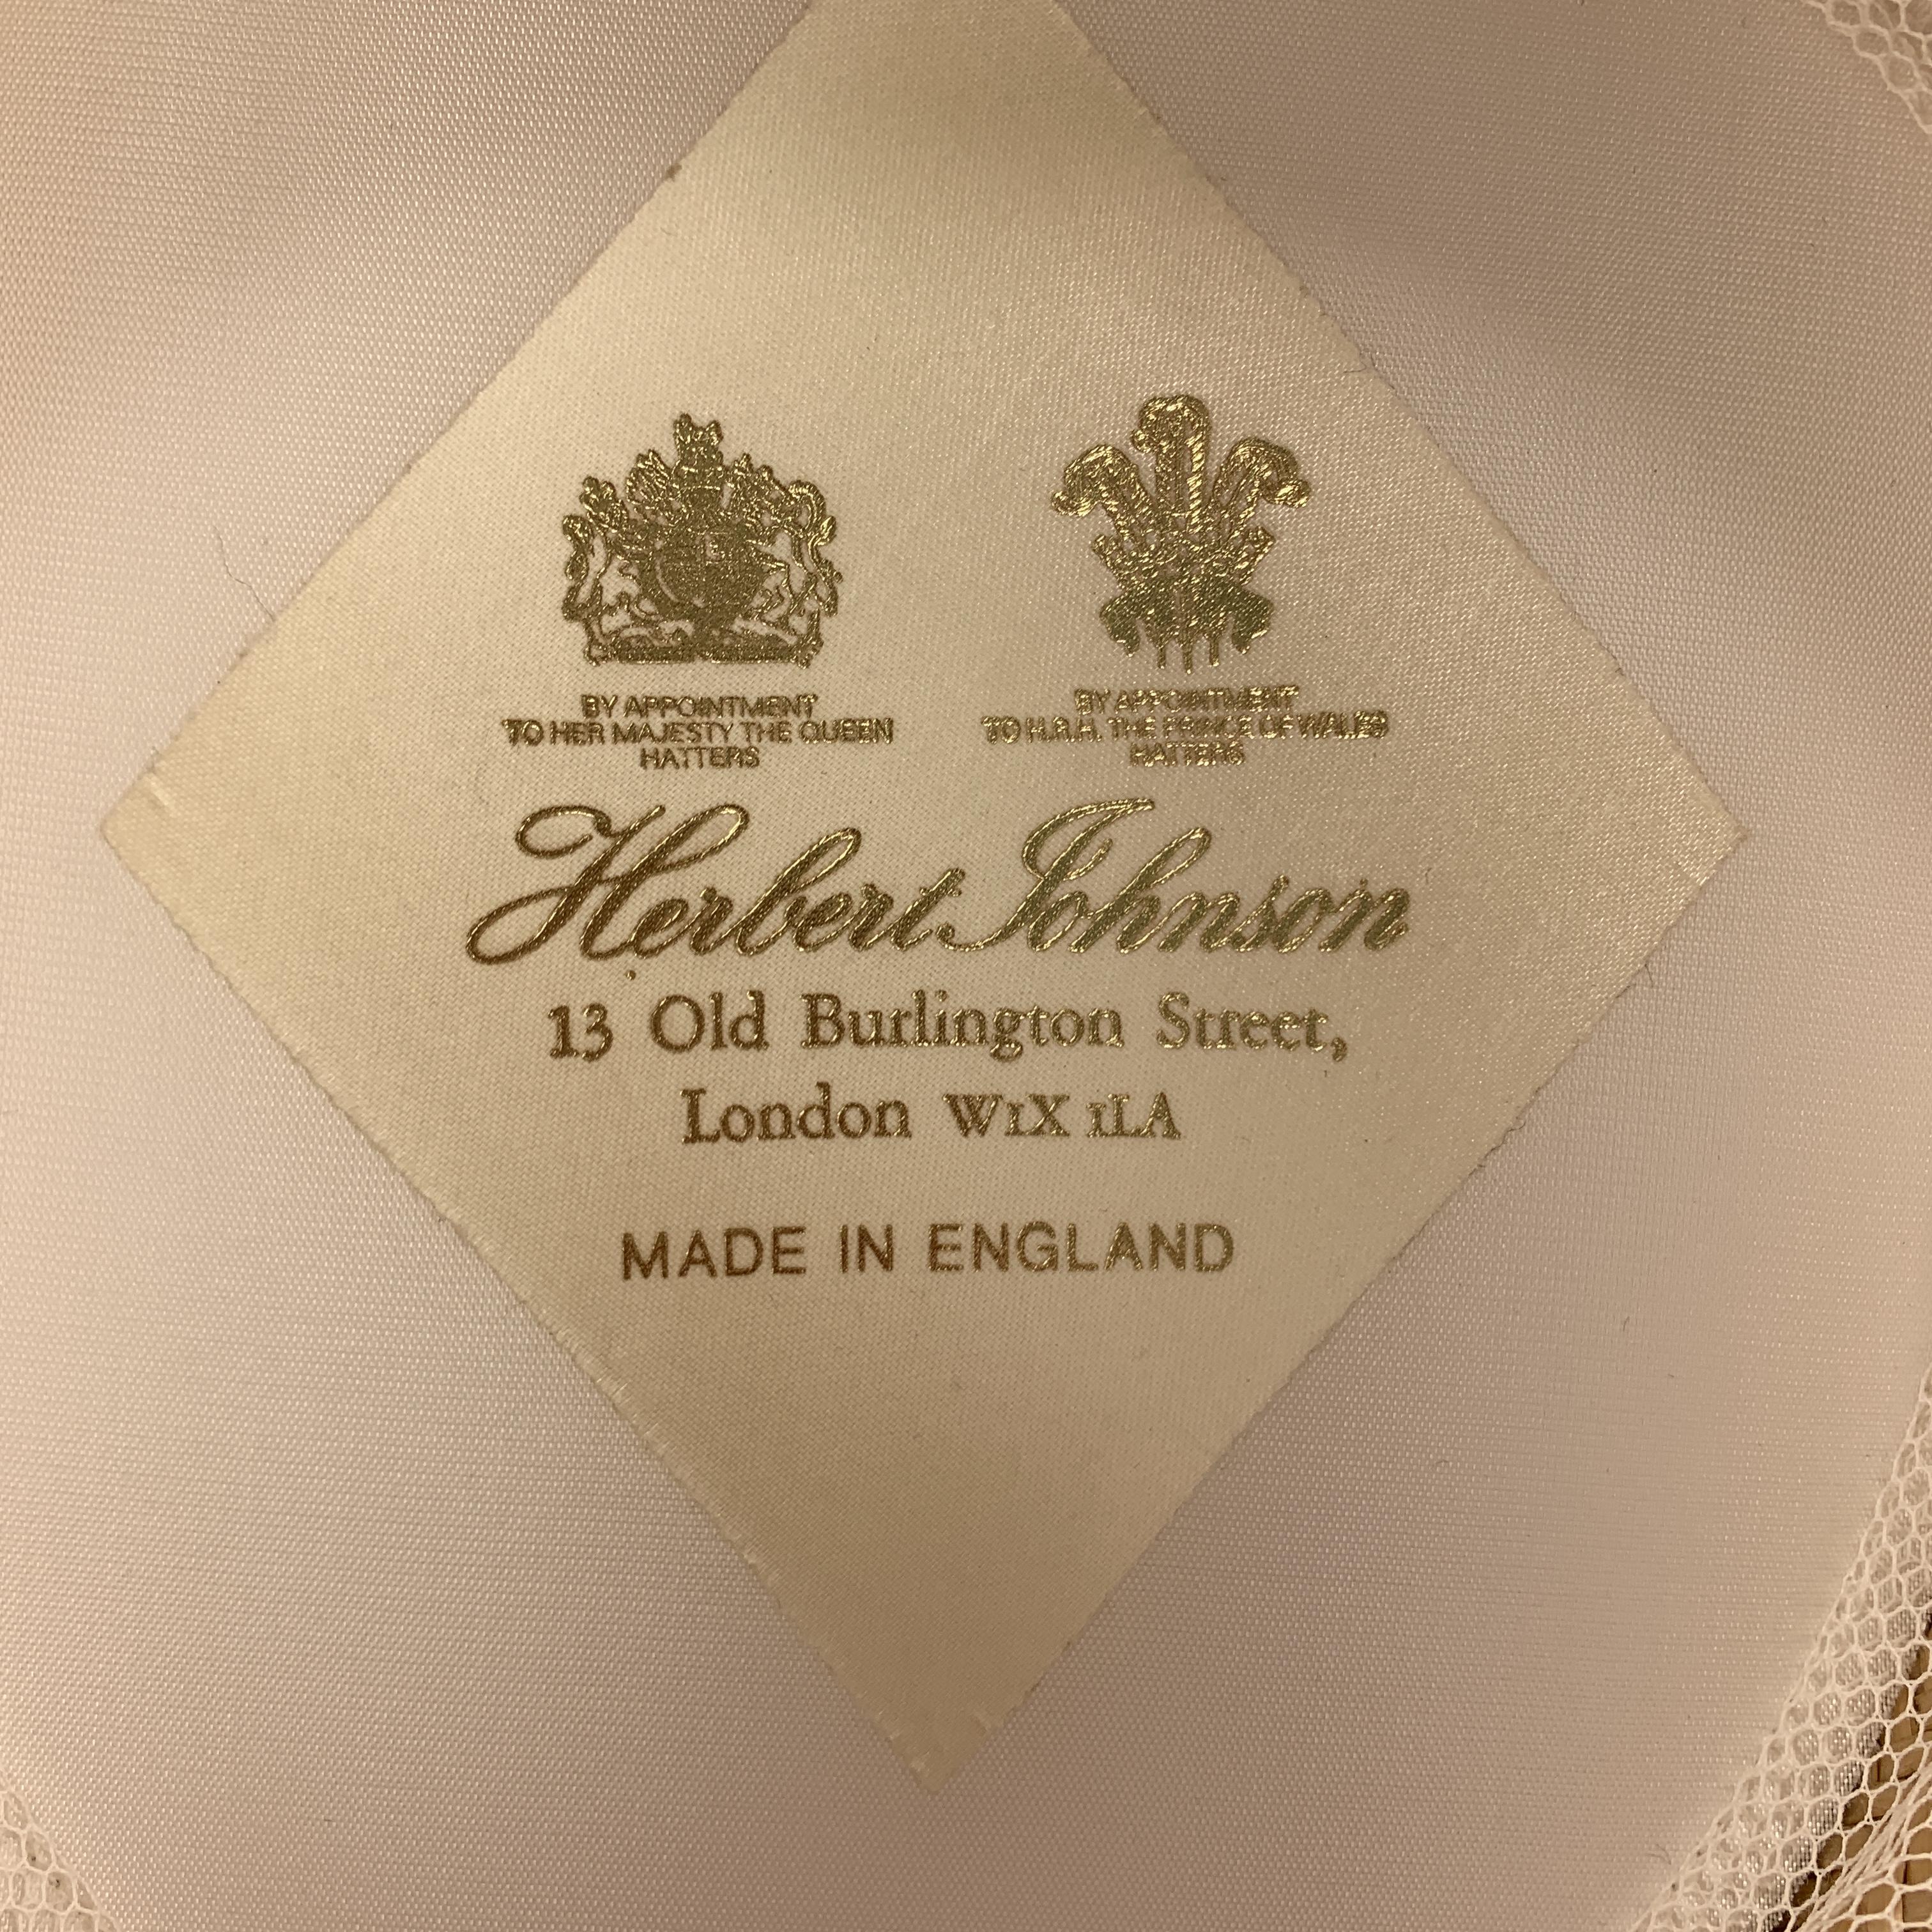 BY APPOINTMENT
TO HER MAJESTY THE QUEEN
HATTERS
BY APPOINTMENT
TO H.R.H. THE PRINCE OF WALES
HATTERS
Herbert Johnson
13 Old Burlington Street,
London W1X 1LA
MADE IN ENGLAND